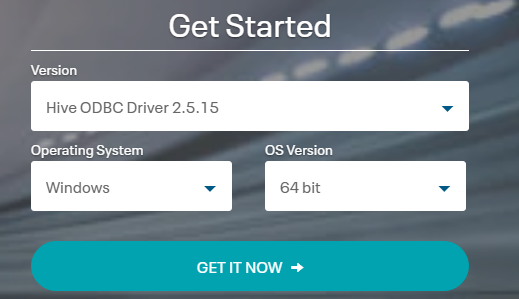 Get Started
Version
Hive ODBC Driver 2.5.15
Operating System OS Version
Windows 64 bit
GET IT NOW →